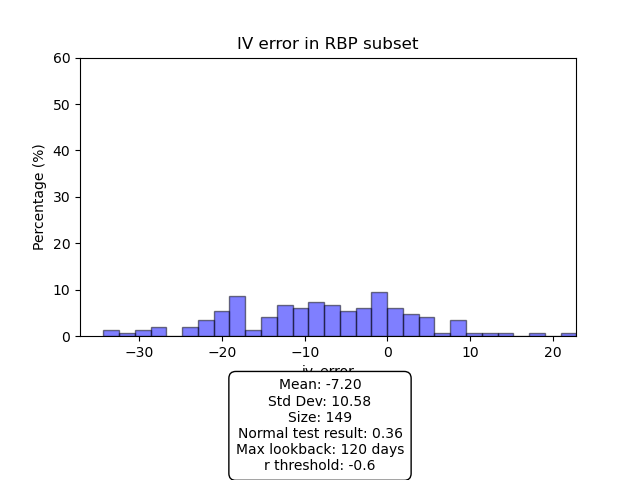 IV error in RBP subset
60
50
40
30
20
10
0
Percentage (%)
−30
−20
−10
0
10
20
iv_error
Mean: -7.20
Std Dev: 10.58
Size: 149
Normal test result: 0.36
Max lookback: 120 days
r threshold: -0.6